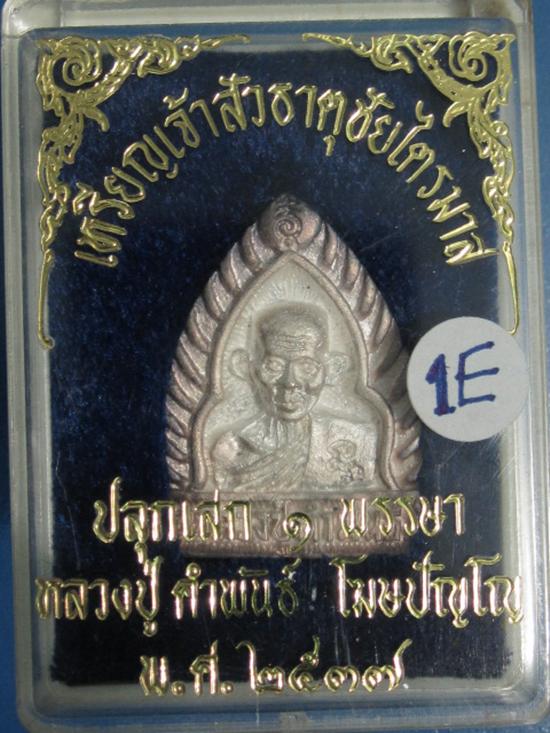 เหรียญเจ้าสัวธาตุชัยไตรมาส
1E
ปลุกเสก ๑ พรรษา
หลวงปู่ คำพันธ์ โฆษปัญโญ
พ.ศ. ๒๕๓๗